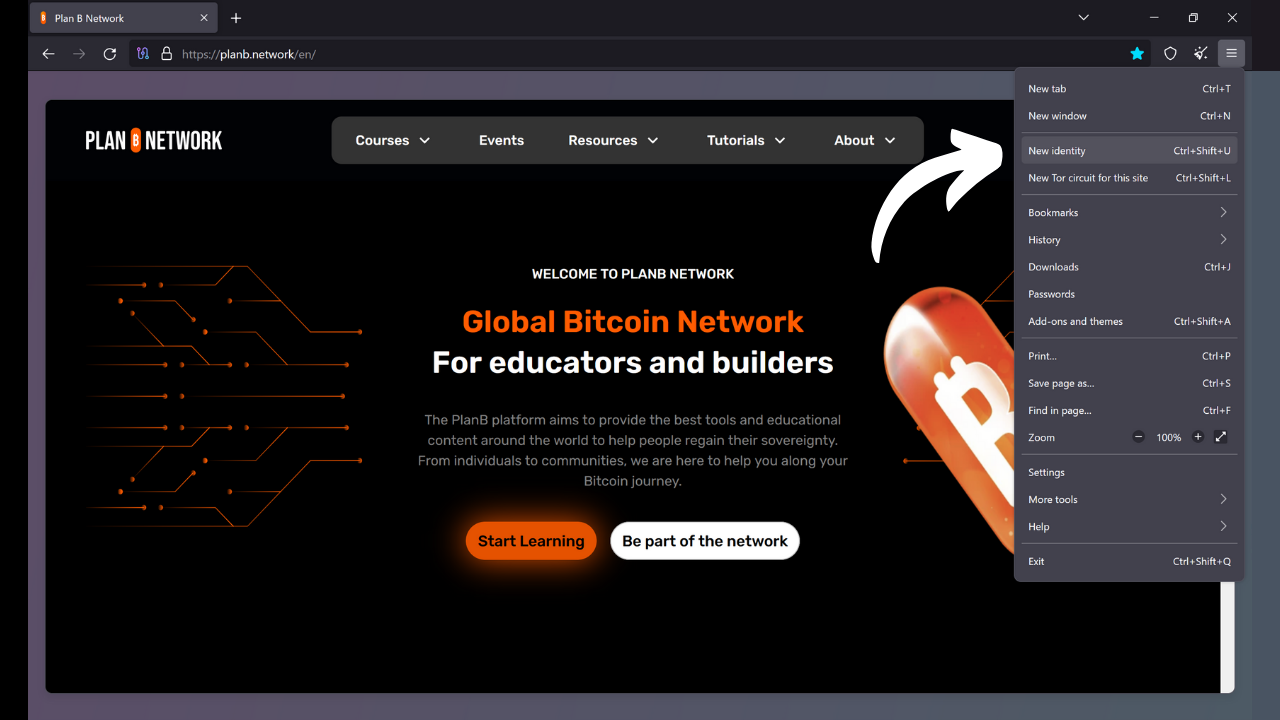 Plan B Network
https://planb.network/en/
PLAN B NETWORK
Courses
Events
Resources
Tutorials
About
WELCOME TO PLANB NETWORK
Global Bitcoin Network
For educators and builders
The PlanB platform aims to provide the best tools and educational
content around the world to help people regain their sovereignty.
From individuals to communities, we are here to help you along your
Bitcoin journey.
Start Learning
Be part of the network
New tab Ctrl+T
New window Ctrl+N
New identity Ctrl+Shift+U
New Tor circuit for this site Ctrl+Shift+L
Bookmarks
History
Downloads Ctrl+J
Passwords
Add-ons and themes Ctrl+Shift+A
Print... Ctrl+P
Save page as... Ctrl+S
Find in page... Ctrl+F
Zoom 100%
Settings
More tools
Help
Exit Ctrl+Shift+Q